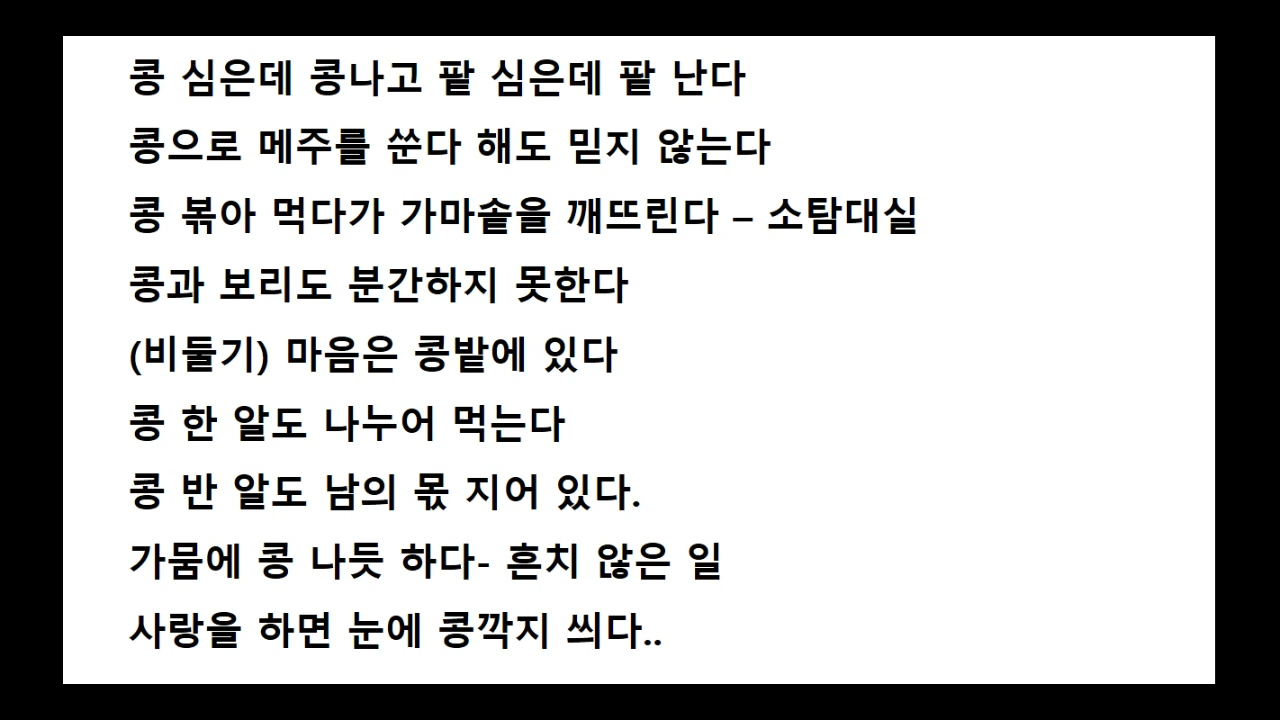 콩 심은데 콩나고 팥 심은데 팥 난다
콩으로 메주를 쑨다 해도 믿지 않는다
콩 볶아 먹다가 가마솥을 깨뜨린다 – 소탐대실
콩과 보리도 분간하지 못한다
(비둘기) 마음은 콩밭에 있다
콩 한 알도 나누어 먹는다
콩 반 알도 남의 몫 지어 있다.
가뭄에 콩 나듯 하다- 흔치 않은 일
사랑을 하면 눈에 콩깍지 씌다..